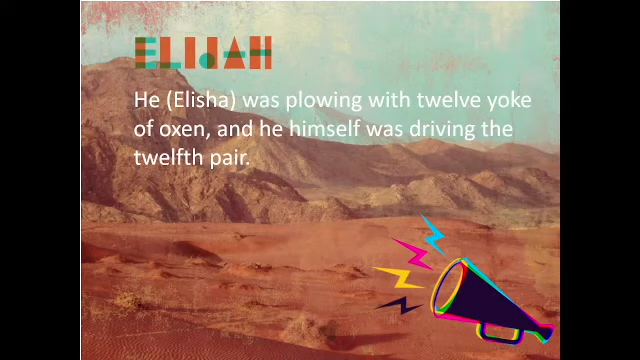 ELIJAH
He (Elisha) was plowing with twelve yoke
of oxen, and he himself was driving the
twelfth pair.